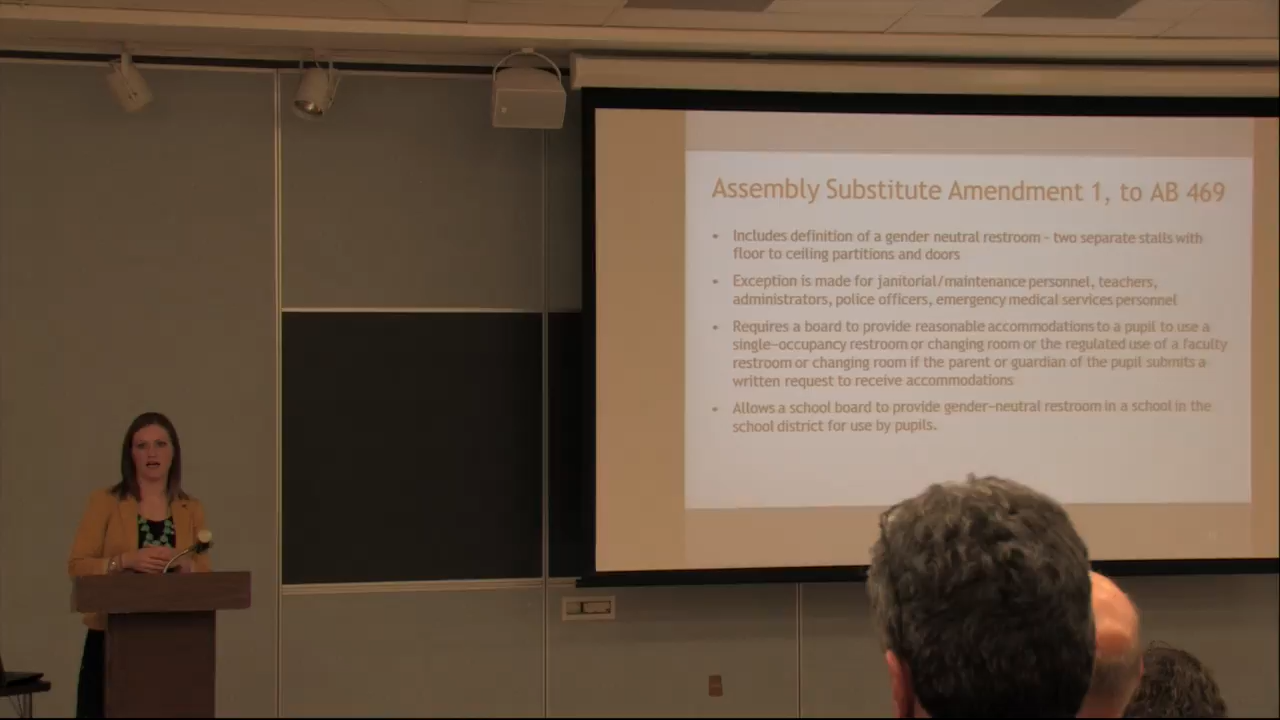 Assembly Substitute Amendment 1, to AB 469
• Includes definition of a gender neutral restroom – two separate stalls with
floor to ceiling partitions and doors
• Exception is made for janitorial/maintenance personnel, teachers,
administrators, police officers, emergency medical services personnel
• Requires a board to provide reasonable accommodations to a pupil to use a
single-occupancy restroom or changing room or the regulated use of a faculty
restroom or changing room if the parent or guardian of the pupil submits a
written request to receive accommodations
• Allows a school board to provide gender-neutral restroom in a school in the
school district for use by pupils.